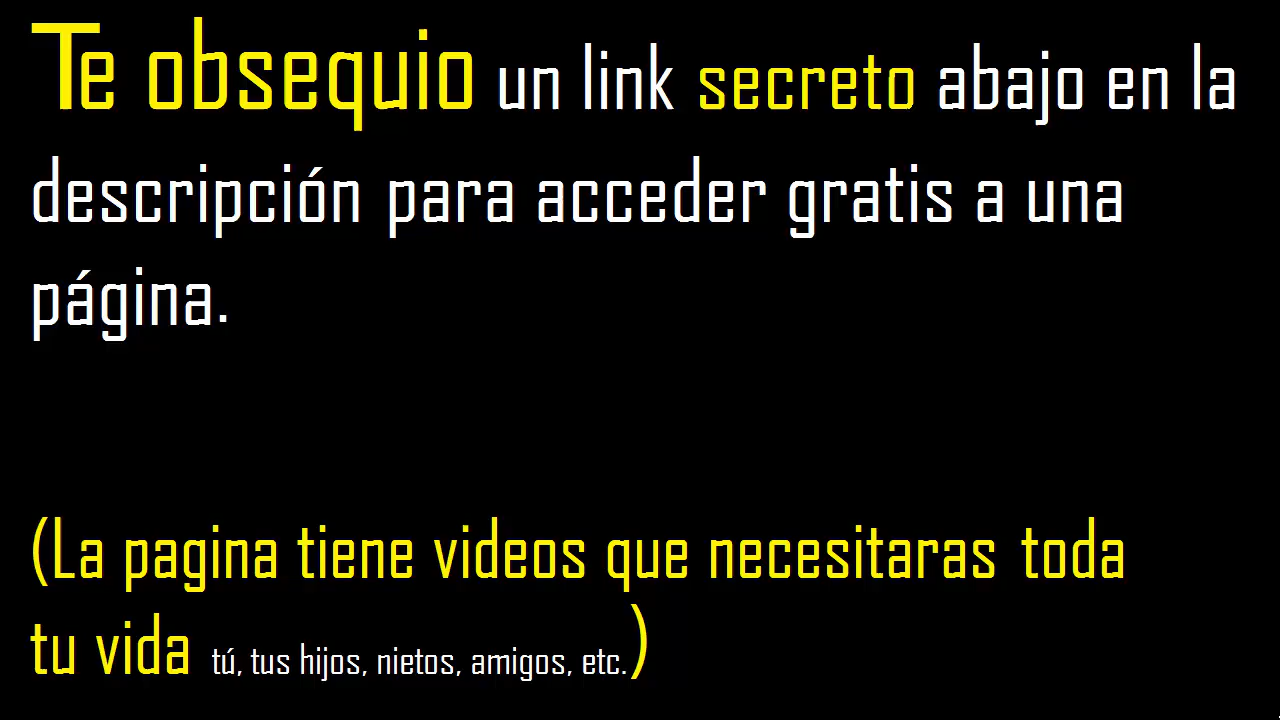 Te obsequio un link secreto abajo en la
descripción para acceder gratis a una
página.
(La pagina tiene videos que necesitaras toda
tu vida tú, tus hijos, nietos, amigos, etc.)